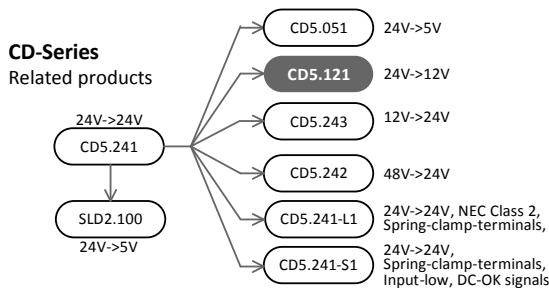 CD-Series
Related products
24V->24V
CD5.241
SLD2.100
24V->5V
CD5.051
24V->5V
CD5.121
24V->12V
CD5.243
12V->24V
CD5.242
48V->24V
CD5.241-L1
24V->24V, NEC Class 2,
Spring-clamp-terminals,
CD5.241-S1
24V->24V,
Spring-clamp-terminals,
Input-low, DC-OK signals